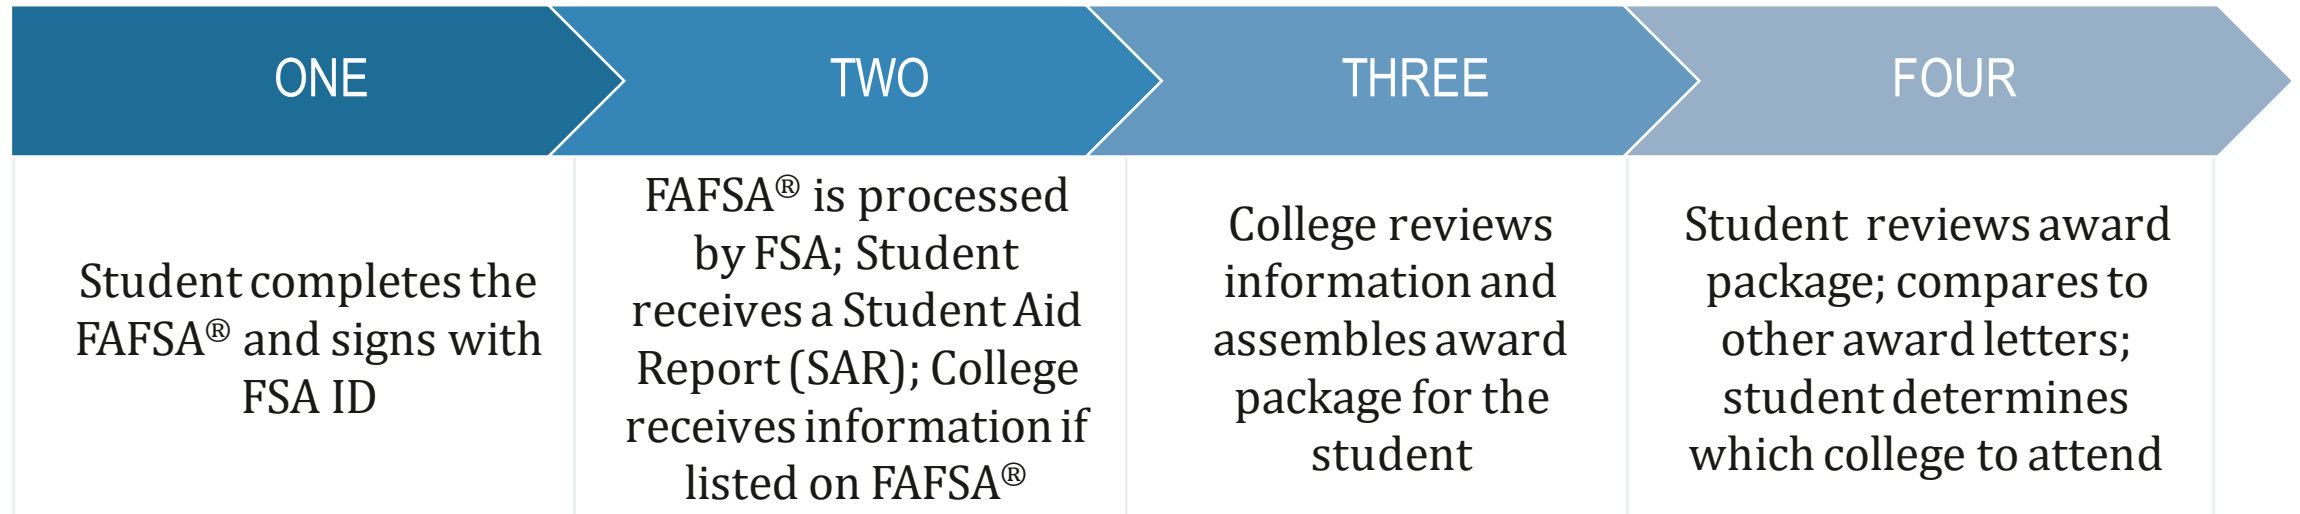 ONE
TWO
THREE
FOUR
Student completes the
FAFSA® and signs with
FSA ID
FAFSA® is processed
by FSA; Student
receives a Student Aid
Report (SAR); College
receives information if
listed on FAFSA®
College reviews
information and
assembles award
package for the
student
Student reviews award
package; compares to
other award letters;
student determines
which college to attend